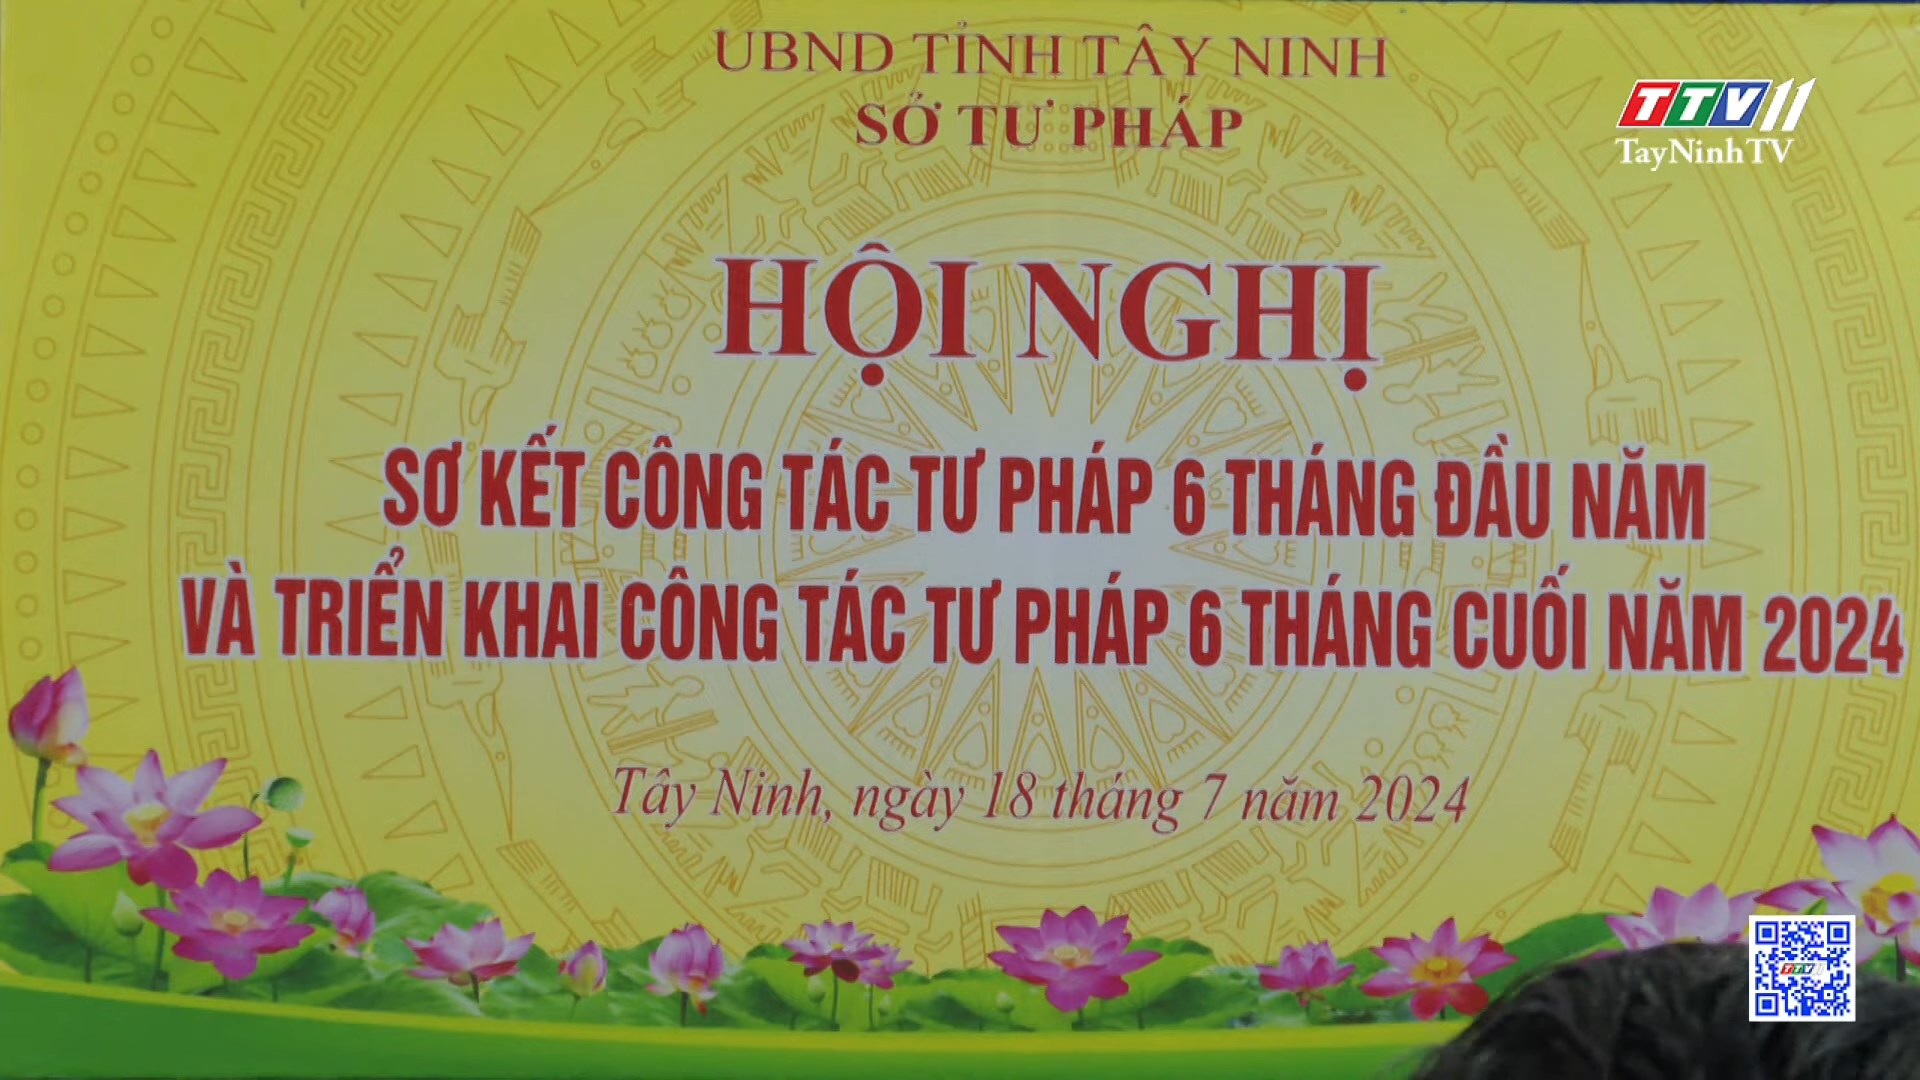 UBND TỈNH TÂY NINH
SỞ TƯ PHÁP
TTV11
TayNinhTV
HỘI NGHỊ
SƠ KẾT CÔNG TÁC TƯ PHÁP 6 THÁNG ĐẦU NĂM
VÀ TRIỂN KHAI CÔNG TÁC TƯ PHÁP 6 THÁNG CUỐI NĂM 2024
Tây Ninh, ngày 18 tháng 7 năm 2024
TTV11